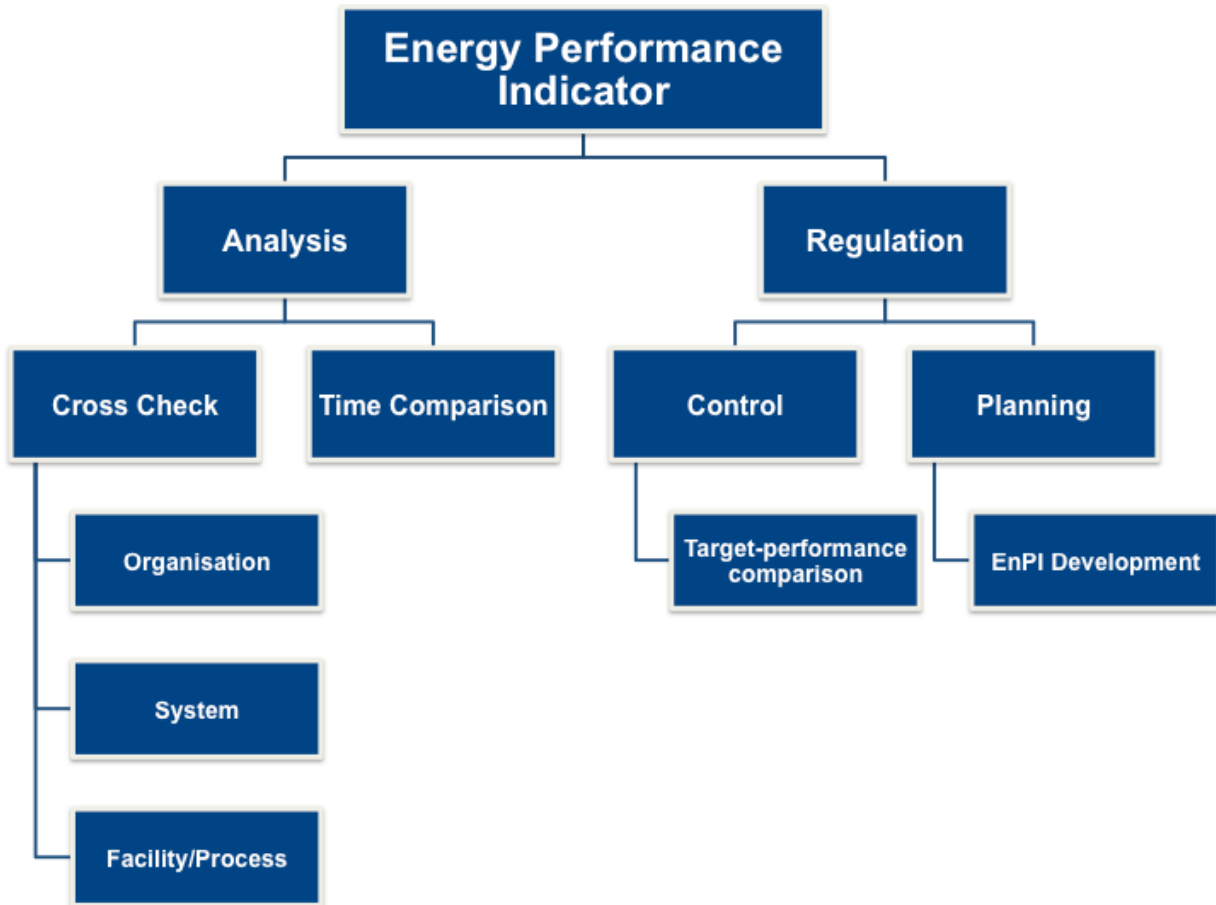 Energy Performance
Indicator
Analysis
Regulation
Cross Check
Time Comparison
Control
Planning
Organisation
Target-performance
comparison
EnPI Development
System
Facility/Process